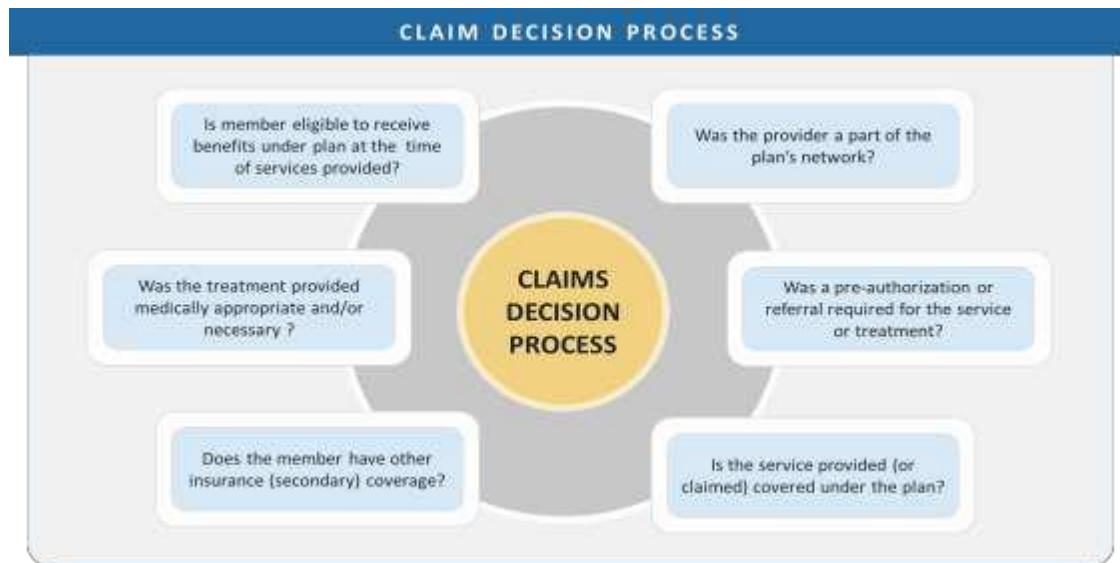 CLAIM DECISION PROCESS
Is member eligible to receive
benefits under plan at the time
of services provided?
Was the provider a part of the
plan's network?
Was the treatment provided
medically appropriate and/or
necessary ?
CLAIMS
DECISION
PROCESS
Was a pre-authorization or
referral required for the service
or treatment?
Does the member have other
insurance (secondary) coverage?
Is the service provided (or
claimed) covered under the plan?